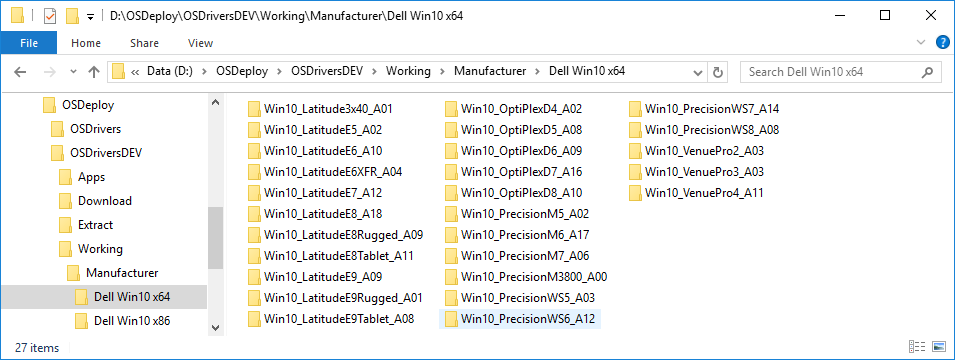 D:\OSDeploy\OSDriversDEV\Working\Manufacturer\Dell Win10 x64
File Home Share View
Data (D:) OSDeploy OSDriversDEV Working Manufacturer Dell Win10 x64 Search Dell Win10 x64
OSDeploy
OSDrivers
OSDriversDEV
Apps
Download
Extract
Working
Manufacturer
Dell Win10 x64
Dell Win10 x86
Win10_Latitude3x40_A01
Win10_LatitudeE5_A02
Win10_LatitudeE6_A10
Win10_LatitudeE6XFR_A04
Win10_LatitudeE7_A12
Win10_LatitudeE8_A18
Win10_LatitudeE8Rugged_A09
Win10_LatitudeE8Tablet_A11
Win10_LatitudeE9_A09
Win10_LatitudeE9Rugged_A01
Win10_LatitudeE9Tablet_A08
Win10_OptiPlexD4_A02
Win10_OptiPlexD5_A08
Win10_OptiPlexD6_A09
Win10_OptiPlexD7_A16
Win10_OptiPlexD8_A10
Win10_PrecisionM5_A02
Win10_PrecisionM6_A17
Win10_PrecisionM7_A06
Win10_PrecisionM3800_A00
Win10_PrecisionWS5_A03
Win10_PrecisionWS6_A12
Win10_PrecisionWS7_A14
Win10_PrecisionWS8_A08
Win10_VenuePro2_A03
Win10_VenuePro3_A03
Win10_VenuePro4_A11
27 items